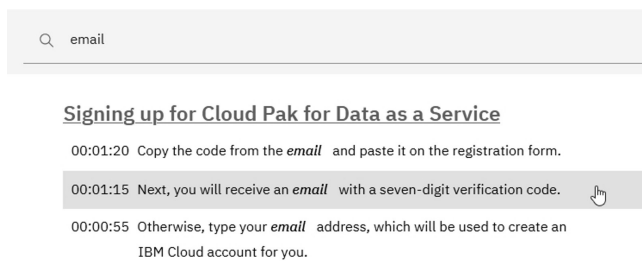 email
Signing up for Cloud Pak for Data as a Service
00:01:20 Copy the code from the email and paste it on the registration form.
00:01:15 Next, you will receive an email with a seven-digit verification code.
00:00:55 Otherwise, type your email address, which will be used to create an
IBM Cloud account for you.